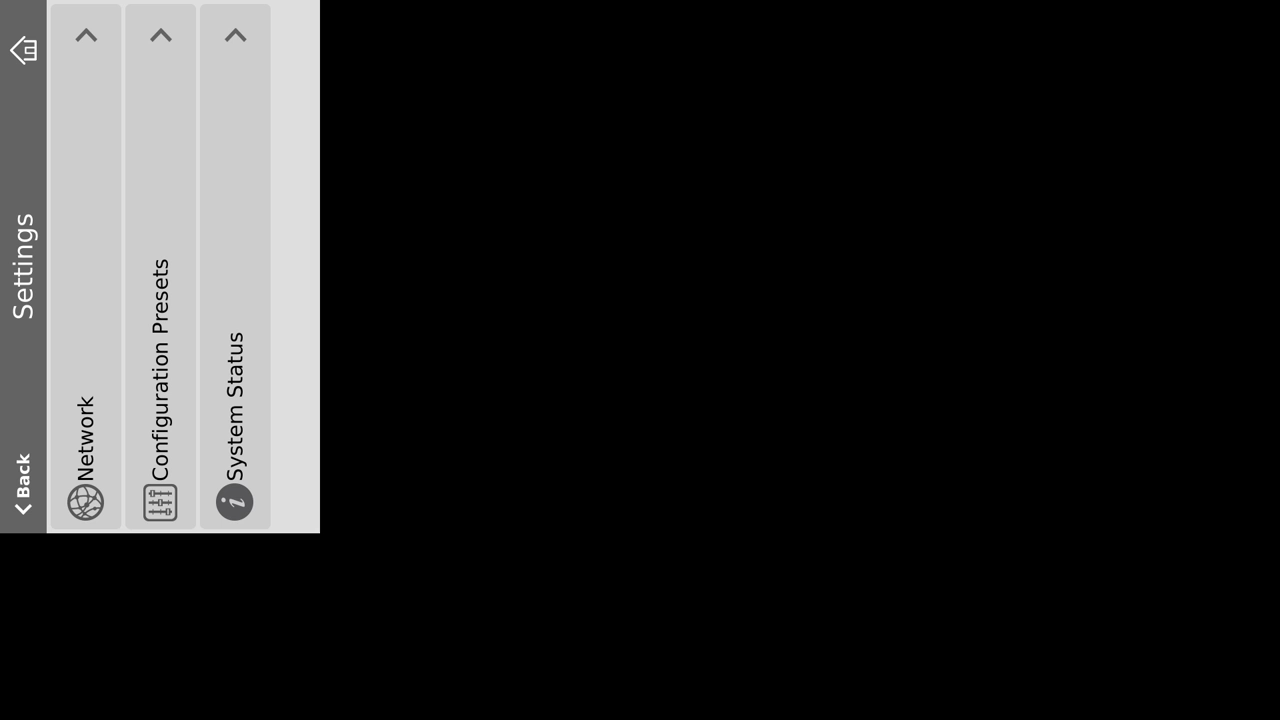 Back
Settings
Network
Configuration Presets
System Status